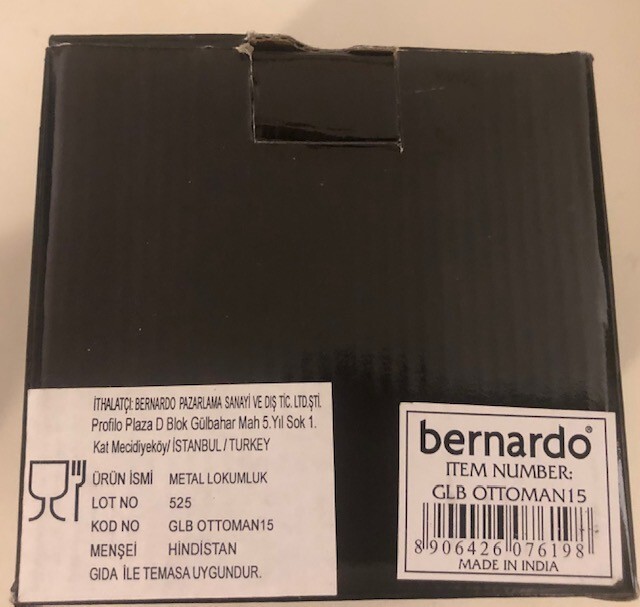 İTHALATÇI: BERNARDO PAZARLAMA SANAYİ VE DIŞ TİC. LTD.ŞTİ.
Profilo Plaza D Blok Gülbahar Mah 5.Yıl Sok 1.
Kat Mecidiyeköy/ İSTANBUL / TURKEY
ÜRÜN İSMİ METAL LOKUMLUK
LOT NO 525
KOD NO GLB OTTOMAN15
MENŞEİ HİNDİSTAN
GIDA İLE TEMASA UYGUNDUR.
bernardo®
ITEM NUMBER:
GLB OTTOMAN15
8 906426 076198
MADE IN INDIA